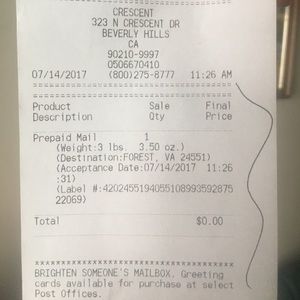 ==============================
CRESCENT
323 N CRESCENT DR
BEVERLY HILLS
CA
90210-9997
0506670410
07/14/2017 (800)275-8777 11:26 AM
==============================
==============================
Product Sale Final
Description Qty Price
------------------------------
Prepaid Mail 1
(Weight:3 lbs. 3.50 oz.)
(Destination:FOREST, VA 24551)
(Acceptance Date:07/14/2017 11:26
:31)
(Label #:4202455194055108993592875
22069)
------------------------------
Total $0.00
------------------------------
******************************
BRIGHTEN SOMEONE'S MAILBOX. Greeting
cards available for purchase at select
Post Offices.